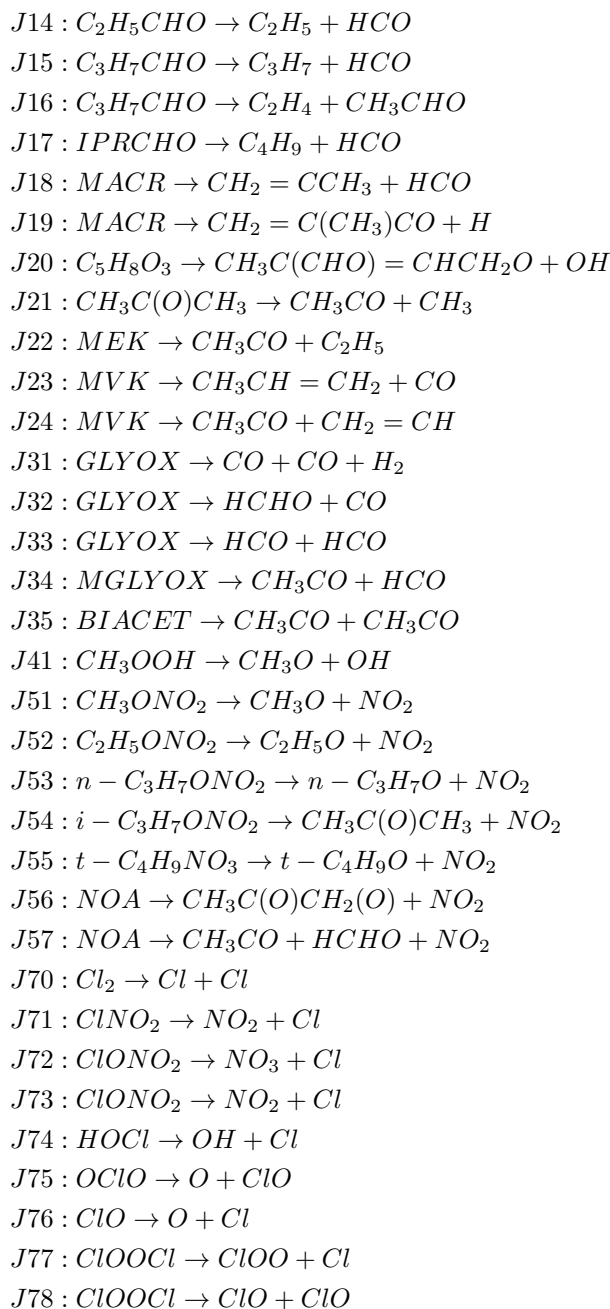 J14 : C₂H₅CHO → C₂H₅ + HCO
J15 : C₃H₇CHO → C₃H₇ + HCO
J16 : C₃H₇CHO → C₂H₄ + CH₃CHO
J17 : IPRCHO → C₄H₉ + HCO
J18 : MACR → CH₂ = CCH₃ + HCO
J19 : MACR → CH₂ = C(CH₃)CO + H
J20 : C₅H₈O₃ → CH₃C(CHO) = CHCH₂O + OH
J21 : CH₃C(O)CH₃ → CH₃CO + CH₃
J22 : MEK → CH₃CO + C₂H₅
J23 : MVK → CH₃CH = CH₂ + CO
J24 : MVK → CH₃CO + CH₂ = CH
J31 : GLYOX → CO + CO + H₂
J32 : GLYOX → HCHO + CO
J33 : GLYOX → HCO + HCO
J34 : MGLYOX → CH₃CO + HCO
J35 : BIACET → CH₃CO + CH₃CO
J41 : CH₃OOH → CH₃O + OH
J51 : CH₃ONO₂ → CH₃O + NO₂
J52 : C₂H₅ONO₂ → C₂H₅O + NO₂
J53 : n − C₃H₇ONO₂ → n − C₃H₇O + NO₂
J54 : i − C₃H₇ONO₂ → CH₃C(O)CH₃ + NO₂
J55 : t − C₄H₉NO₃ → t − C₄H₉O + NO₂
J56 : NOA → CH₃C(O)CH₂(O) + NO₂
J57 : NOA → CH₃CO + HCHO + NO₂
J70 : Cl₂ → Cl + Cl
J71 : ClNO₂ → NO₂ + Cl
J72 : ClONO₂ → NO₃ + Cl
J73 : ClONO₂ → NO₂ + Cl
J74 : HOCl → OH + Cl
J75 : OClO → O + ClO
J76 : ClO → O + Cl
J77 : ClOOCl → ClOO + Cl
J78 : ClOOCl → ClO + ClO